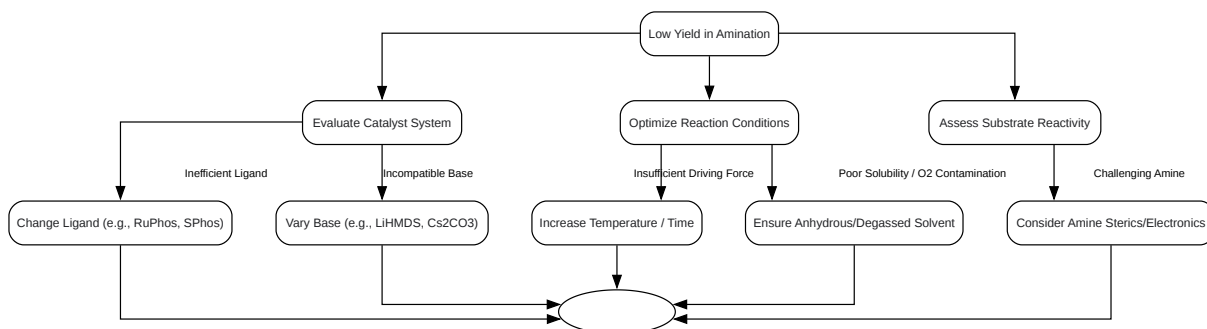 Low Yield in Amination
Evaluate Catalyst System
Optimize Reaction Conditions
Assess Substrate Reactivity
Inefficient Ligand
Incompatible Base
Insufficient Driving Force
Poor Solubility / O2 Contamination
Challenging Amine
Change Ligand (e.g., RuPhos, SPhos)
Vary Base (e.g., LiHMDS, Cs2CO3)
Increase Temperature / Time
Ensure Anhydrous/Degassed Solvent
Consider Amine Sterics/Electronics